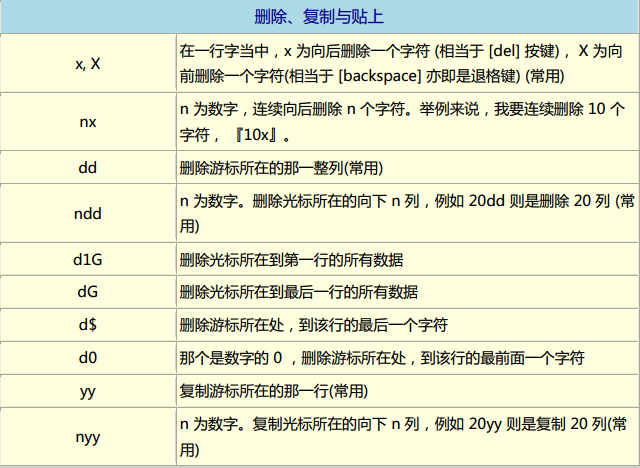 删除、复制与贴上
x, X
在一行字当中，x 为向后删除一个字符 (相当于 [del] 按键)， X 为向
前删除一个字符(相当于 [backspace] 亦即是退格键) (常用)
nx
n 为数字，连续向后删除 n 个字符。举例来说，我要连续删除 10 个
字符， 『10x』。
dd
删除游标所在的那一整列(常用)
ndd
n 为数字。删除光标所在的向下 n 列，例如 20dd 则是删除 20 列 (常
用)
d1G
删除光标所在到第一行的所有数据
dG
删除光标所在到最后一行的所有数据
d$
删除游标所在处，到该行的最后一个字符
d0
那个是数字的 0 ，删除游标所在处，到该行的最前面一个字符
yy
复制游标所在的那一行(常用)
nyy
n 为数字。复制光标所在的向下 n 列，例如 20yy 则是复制 20 列(常
用)